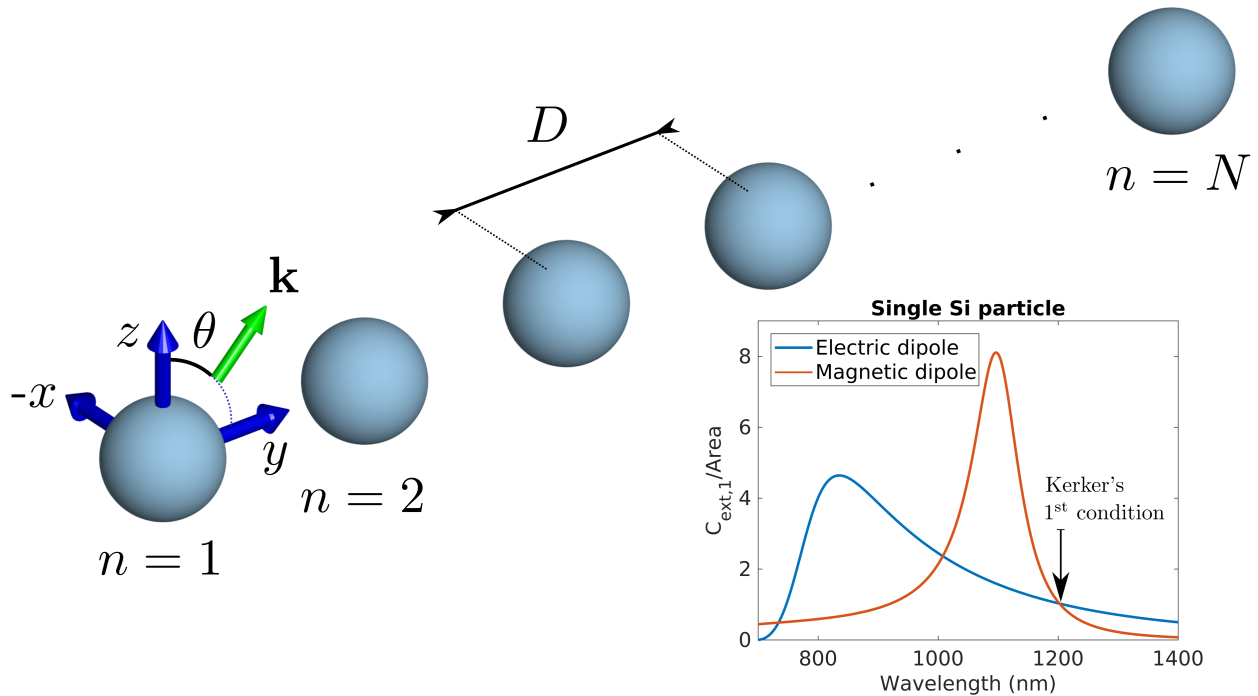 n = N
D
k
z
θ
-x
y
n = 2
n = 1
Single Si particle
Electric dipole
Magnetic dipole
Kerker's
1st condition
C_ext,1/Area
8
6
4
2
0
800
1000
1200
1400
Wavelength (nm)